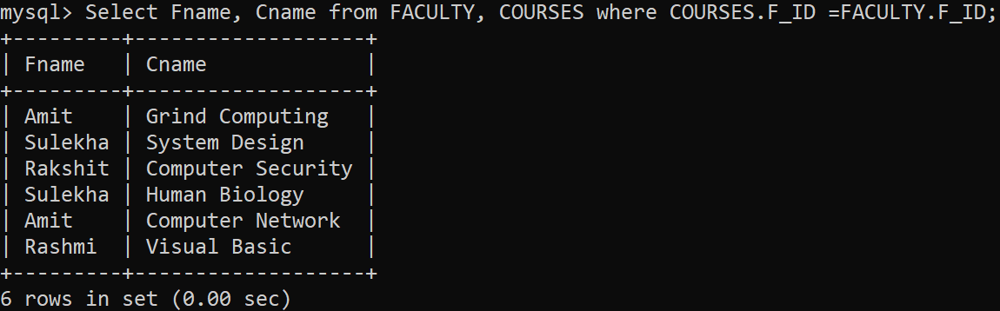 mysql> Select Fname, Cname from FACULTY, COURSES where COURSES.F_ID =FACULTY.F_ID;
+---------+-------------------+
| Fname   | Cname             |
+---------+-------------------+
| Amit    | Grind Computing   |
| Sulekha | System Design     |
| Rakshit | Computer Security |
| Sulekha | Human Biology     |
| Amit    | Computer Network  |
| Rashmi  | Visual Basic      |
+---------+-------------------+
6 rows in set (0.00 sec)